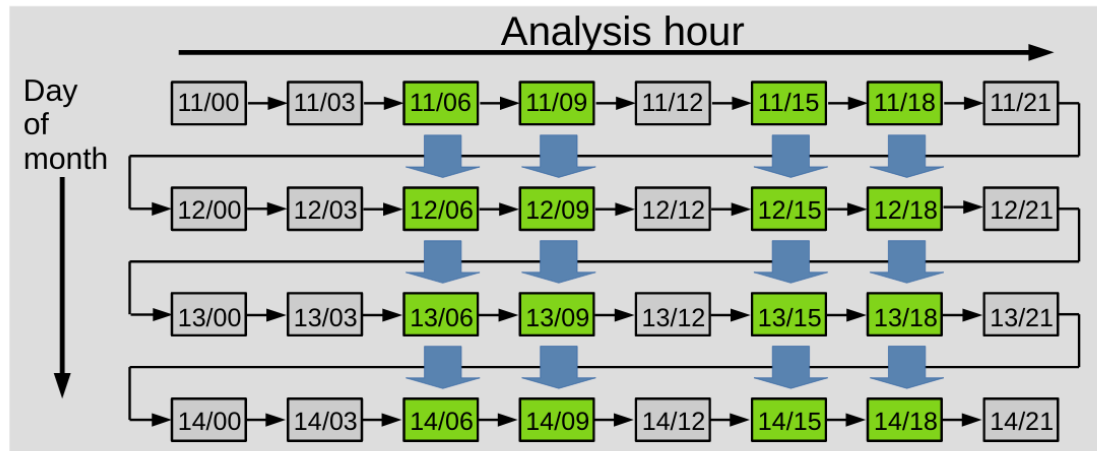 Analysis hour
Day
of
month
11/00 11/03 11/06 11/09 11/12 11/15 11/18 11/21
12/00 12/03 12/06 12/09 12/12 12/15 12/18 12/21
13/00 13/03 13/06 13/09 13/12 13/15 13/18 13/21
14/00 14/03 14/06 14/09 14/12 14/15 14/18 14/21